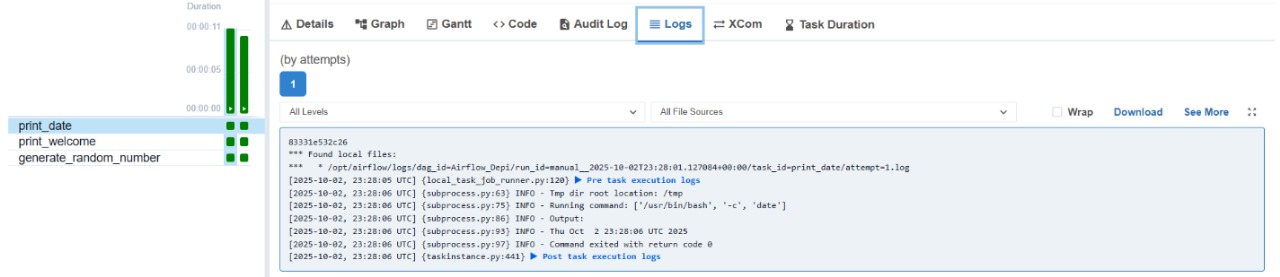 Duration
00:00:11
00:00:05
00:00:00
print_date
print_welcome
generate_random_number
Details Graph Gantt Code Audit Log Logs XCom Task Duration
(by attempts)
1
All Levels All File Sources Wrap Download See More
83331e532c26
*** Found local files:
***   * /opt/airflow/logs/dag_id=Airflow_Depi/run_id=manual__2025-10-02T23:28:01.127084+00:00/task_id=print_date/attempt=1.log
[2025-10-02, 23:28:05 UTC] {local_task_job_runner.py:120} ▶ Pre task execution logs
[2025-10-02, 23:28:06 UTC] {subprocess.py:63} INFO - Tmp dir root location: /tmp
[2025-10-02, 23:28:06 UTC] {subprocess.py:75} INFO - Running command: ['/usr/bin/bash', '-c', 'date']
[2025-10-02, 23:28:06 UTC] {subprocess.py:86} INFO - Output:
[2025-10-02, 23:28:06 UTC] {subprocess.py:93} INFO - Thu Oct  2 23:28:06 UTC 2025
[2025-10-02, 23:28:06 UTC] {subprocess.py:97} INFO - Command exited with return code 0
[2025-10-02, 23:28:06 UTC] {taskinstance.py:441} ▶ Post task execution logs